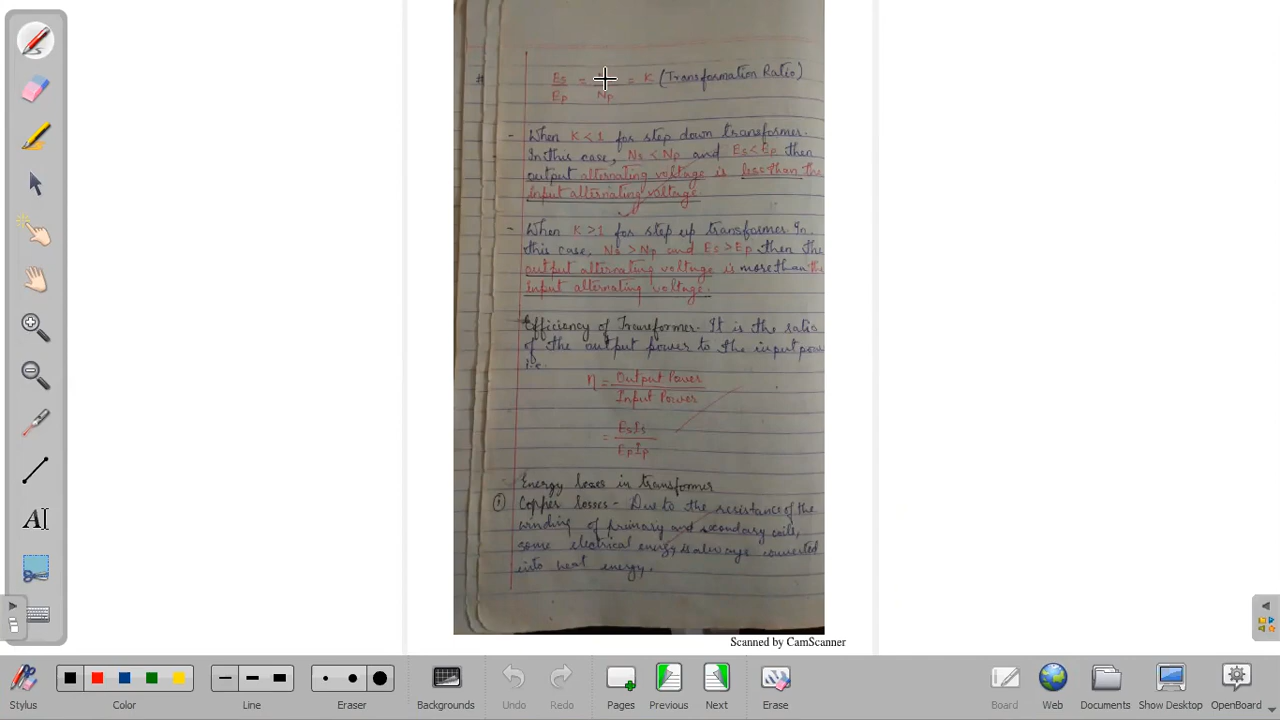 # Es/Ep = /Np = K (Transformation Ratio)
- When K < 1 for step down transformer.
In this case, Ns < Np and Es < Ep then
output alternating voltage is less than the
input alternating voltage.
- When K > 1 for step up transformer. In
this case, Ns > Np and Es > Ep then the
output alternating voltage is more than the
input alternating voltage.
Efficiency of Transformer. It is the ratio
of the output power to the input pow
i.e.
η = Output Power / Input Power
= EsIs / EpIp
Energy loses in transformer
① Copper losses - Due to the resistance of the
winding of primary and secondary coils,
some electrical energy is always converted
into heat energy.
Scanned by CamScanner
Stylus
Color
Line
Eraser
Backgrounds
Undo
Redo
Pages
Previous
Next
Erase
Board
Web
Documents
Show Desktop
OpenBoard